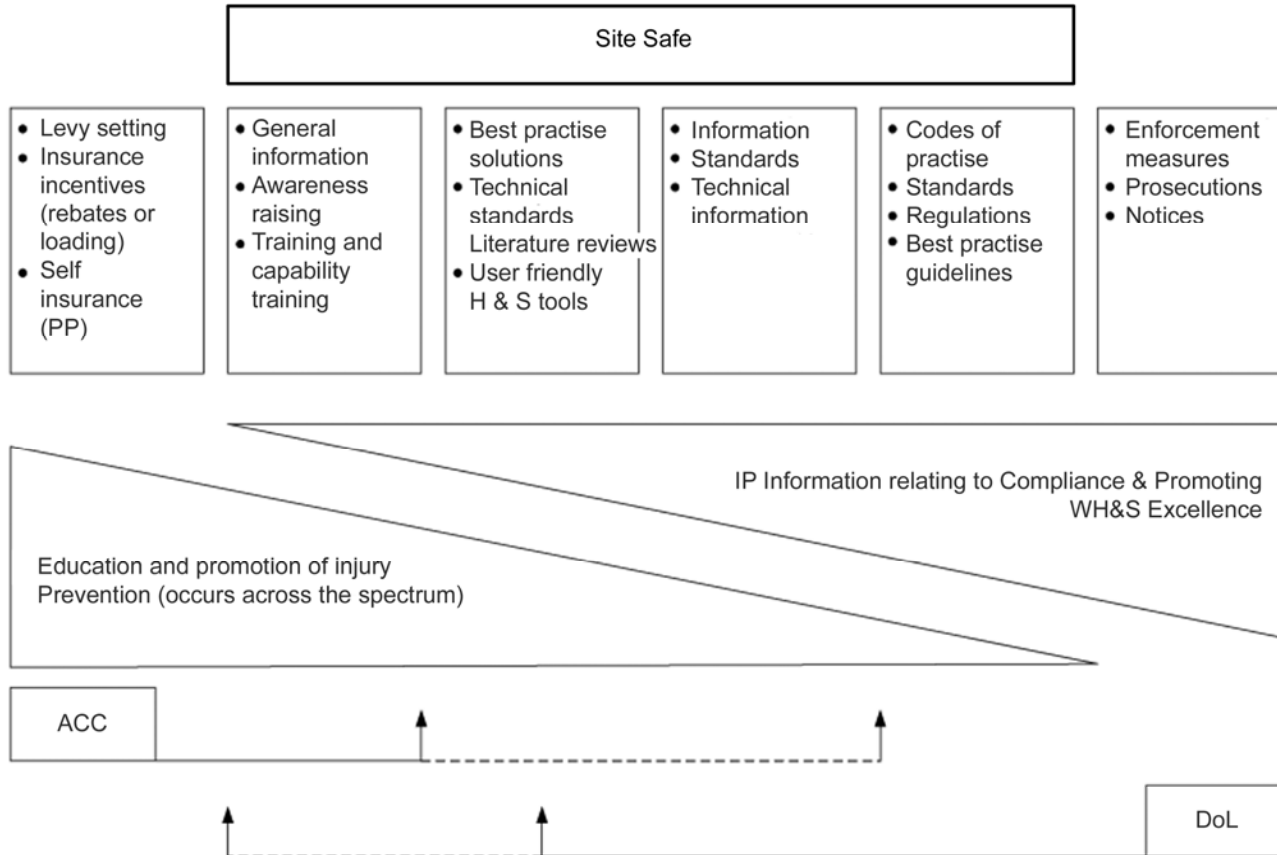 Site Safe
• Levy setting
• Insurance
incentives
(rebates or
loading)
• Self
insurance
(PP)
• General
information
• Awareness
raising
• Training and
capability
training
• Best practise
solutions
• Technical
standards
Literature reviews
• User friendly
H & S tools
• Information
• Standards
• Technical
information
• Codes of
practise
• Standards
• Regulations
• Best practise
guidelines
• Enforcement
measures
• Prosecutions
• Notices
IP Information relating to Compliance & Promoting
WH&S Excellence
Education and promotion of injury
Prevention (occurs across the spectrum)
ACC
DoL